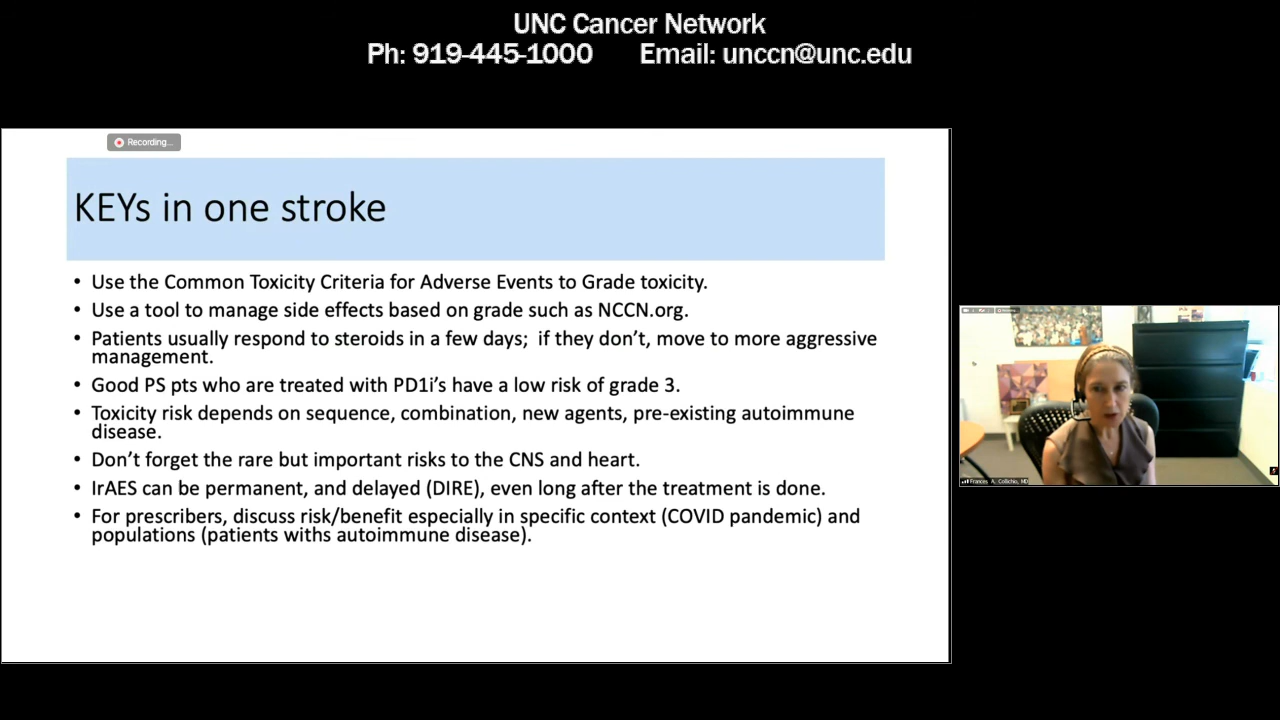 UNC Cancer Network
Ph: 919-445-1000 Email: unccn@unc.edu
Recording...
KEYs in one stroke
• Use the Common Toxicity Criteria for Adverse Events to Grade toxicity.
• Use a tool to manage side effects based on grade such as NCCN.org.
• Patients usually respond to steroids in a few days; if they don’t, move to more aggressive
management.
• Good PS pts who are treated with PD1i’s have a low risk of grade 3.
• Toxicity risk depends on sequence, combination, new agents, pre-existing autoimmune
disease.
• Don’t forget the rare but important risks to the CNS and heart.
• IrAES can be permanent, and delayed (DIRE), even long after the treatment is done.
• For prescribers, discuss risk/benefit especially in specific context (COVID pandemic) and
populations (patients withs autoimmune disease).
Frances A. Collichio, MD